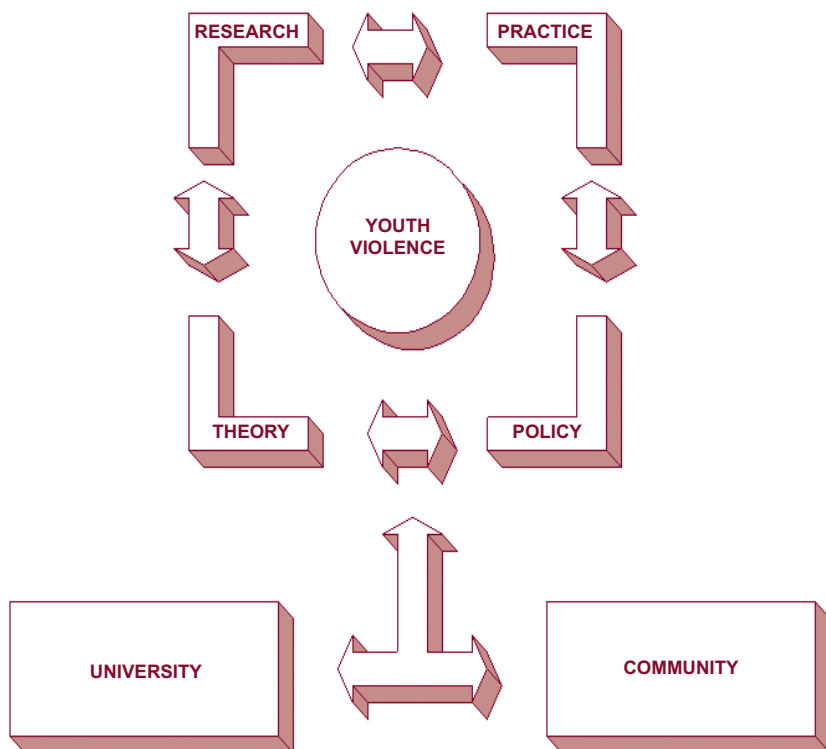 RESEARCH
PRACTICE
YOUTH
VIOLENCE
THEORY
POLICY
UNIVERSITY
COMMUNITY